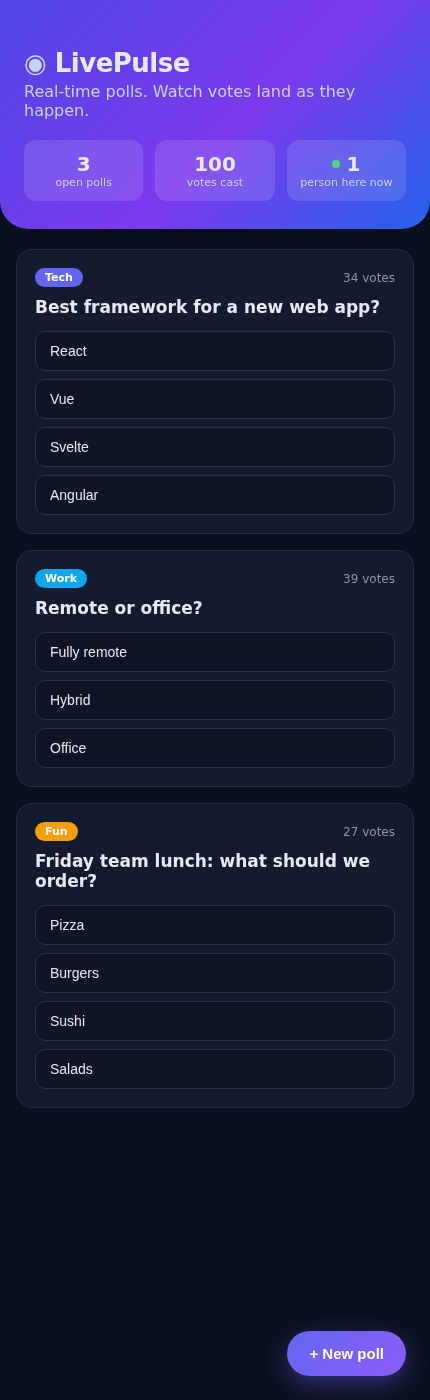 ◉ LivePulse
Real-time polls. Watch votes land as they
happen.
3
open polls
100
votes cast
1
person here now
Tech
34 votes
Best framework for a new web app?
React
Vue
Svelte
Angular
Work
39 votes
Remote or office?
Fully remote
Hybrid
Office
Fun
27 votes
Friday team lunch: what should we
order?
Pizza
Burgers
Sushi
Salads
+ New poll